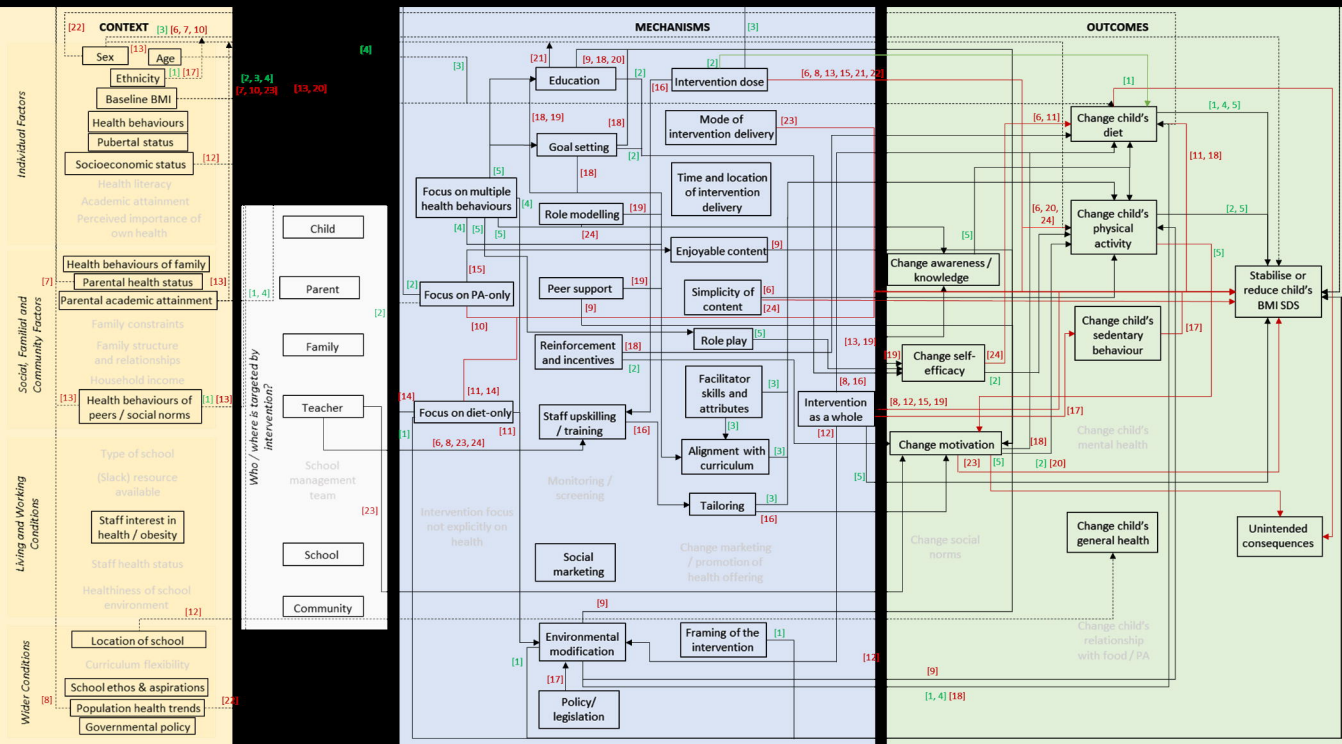 CONTEXT
MECHANISMS
OUTCOMES
[22]
[3] [6, 7, 10]
[13]
Sex
Age
Ethnicity
[1] [17]
Baseline BMI
Health behaviours
Pubertal status
Socioeconomic status
[12]
Health literacy
Academic attainment
Perceived importance of
own health
Individual Factors
[2, 3, 4]
[7, 10, 23]
[13, 20]
[4]
[3]
Health behaviours of family
[7]
Parental health status
[13]
Parental academic attainment
[1, 4]
[2]
Family constraints
Family structure
and relationships
Household income
[13]
Health behaviours of
peers / social norms
[1]
[13]
Social, Familial and
Community Factors
Type of school
(Slack) resource
available
Staff interest in
health / obesity
Staff health status
Healthiness of school
environment
[12]
Living and Working
Conditions
Location of school
Curriculum flexibility
School ethos & aspirations
[8]
Population health trends
[22]
Governmental policy
Wider Conditions
Who / where is targeted by
intervention?
Child
Parent
Family
Teacher
School
management
team
[23]
School
Community
[3]
[21]
[9, 18, 20]
Education
[2]
[2]
[16]
Intervention dose
[6, 8, 13, 15, 21, 22]
[18, 19]
[18]
Goal setting
[2]
[18]
Mode of
intervention delivery
[23]
Time and location
of intervention
delivery
[5]
Focus on multiple
health behaviours
[4]
[4]
[5]
[5]
Role modelling
[19]
[24]
Enjoyable content
[9]
[15]
[2]
Focus on PA-only
[10]
Peer support
[19]
[9]
Simplicity of
content
[6]
[24]
Role play
[5]
Reinforcement
and incentives
[18]
[2]
[13, 19]
[8, 16]
[11, 14]
[14]
Focus on diet-only
[11]
[1]
[6, 8, 23, 24]
Facilitator
skills and
attributes
[3]
[3]
Intervention
as a whole
[12]
[5]
Staff upskilling
/ training
[16]
Alignment with
curriculum
[3]
Monitoring /
screening
Tailoring
[3]
[16]
Intervention focus
not explicitly on
health
Social
marketing
Change marketing
/ promotion of
health offering
[9]
Environmental
modification
[1]
Framing of the
intervention
[1]
[12]
[17]
Policy/
legislation
[1]
[6, 11]
Change child's
diet
[1, 4, 5]
[11, 18]
[6, 20,
24]
Change child's
physical
activity
[2, 5]
[5]
[5]
Change awareness /
knowledge
Stabilise or
reduce child's
BMI SDS
Change child's
sedentary
behaviour
[17]
[19]
Change self-
efficacy
[24]
[2]
[8, 12, 15, 19]
[17]
Change motivation
[18]
[23]
[5]
[2] [20]
Change child's
mental health
Change social
norms
Change child's
general health
Unintended
consequences
Change child's
relationship
with food / PA
[9]
[1, 4] [18]